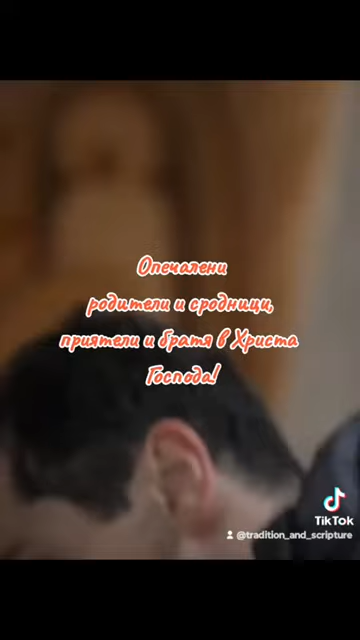 Опечалени
родители и сродници,
приятели и братя в Христа
Господа!
TikTok
@tradition_and_scripture